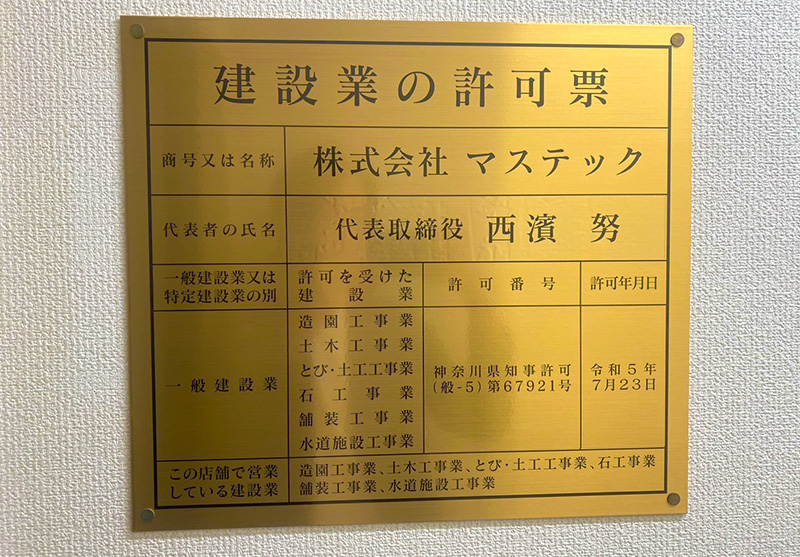 建設業の許可票
商号又は名称
株式会社 マステック
代表者の氏名
代表取締役 西濱 努
一般建設業又は
特定建設業の別
許可を受けた
建設業
許可番号
許可年月日
一般建設業
造園工事業
土木工事業
とび・土工工事業
石工事業
舗装工事業
水道施設工事業
神奈川県知事許可
(般-5)第67921号
令和5年
7月23日
この店舗で営業
している建設業
造園工事業、土木工事業、とび・土工工事業、石工事業
舗装工事業、水道施設工事業